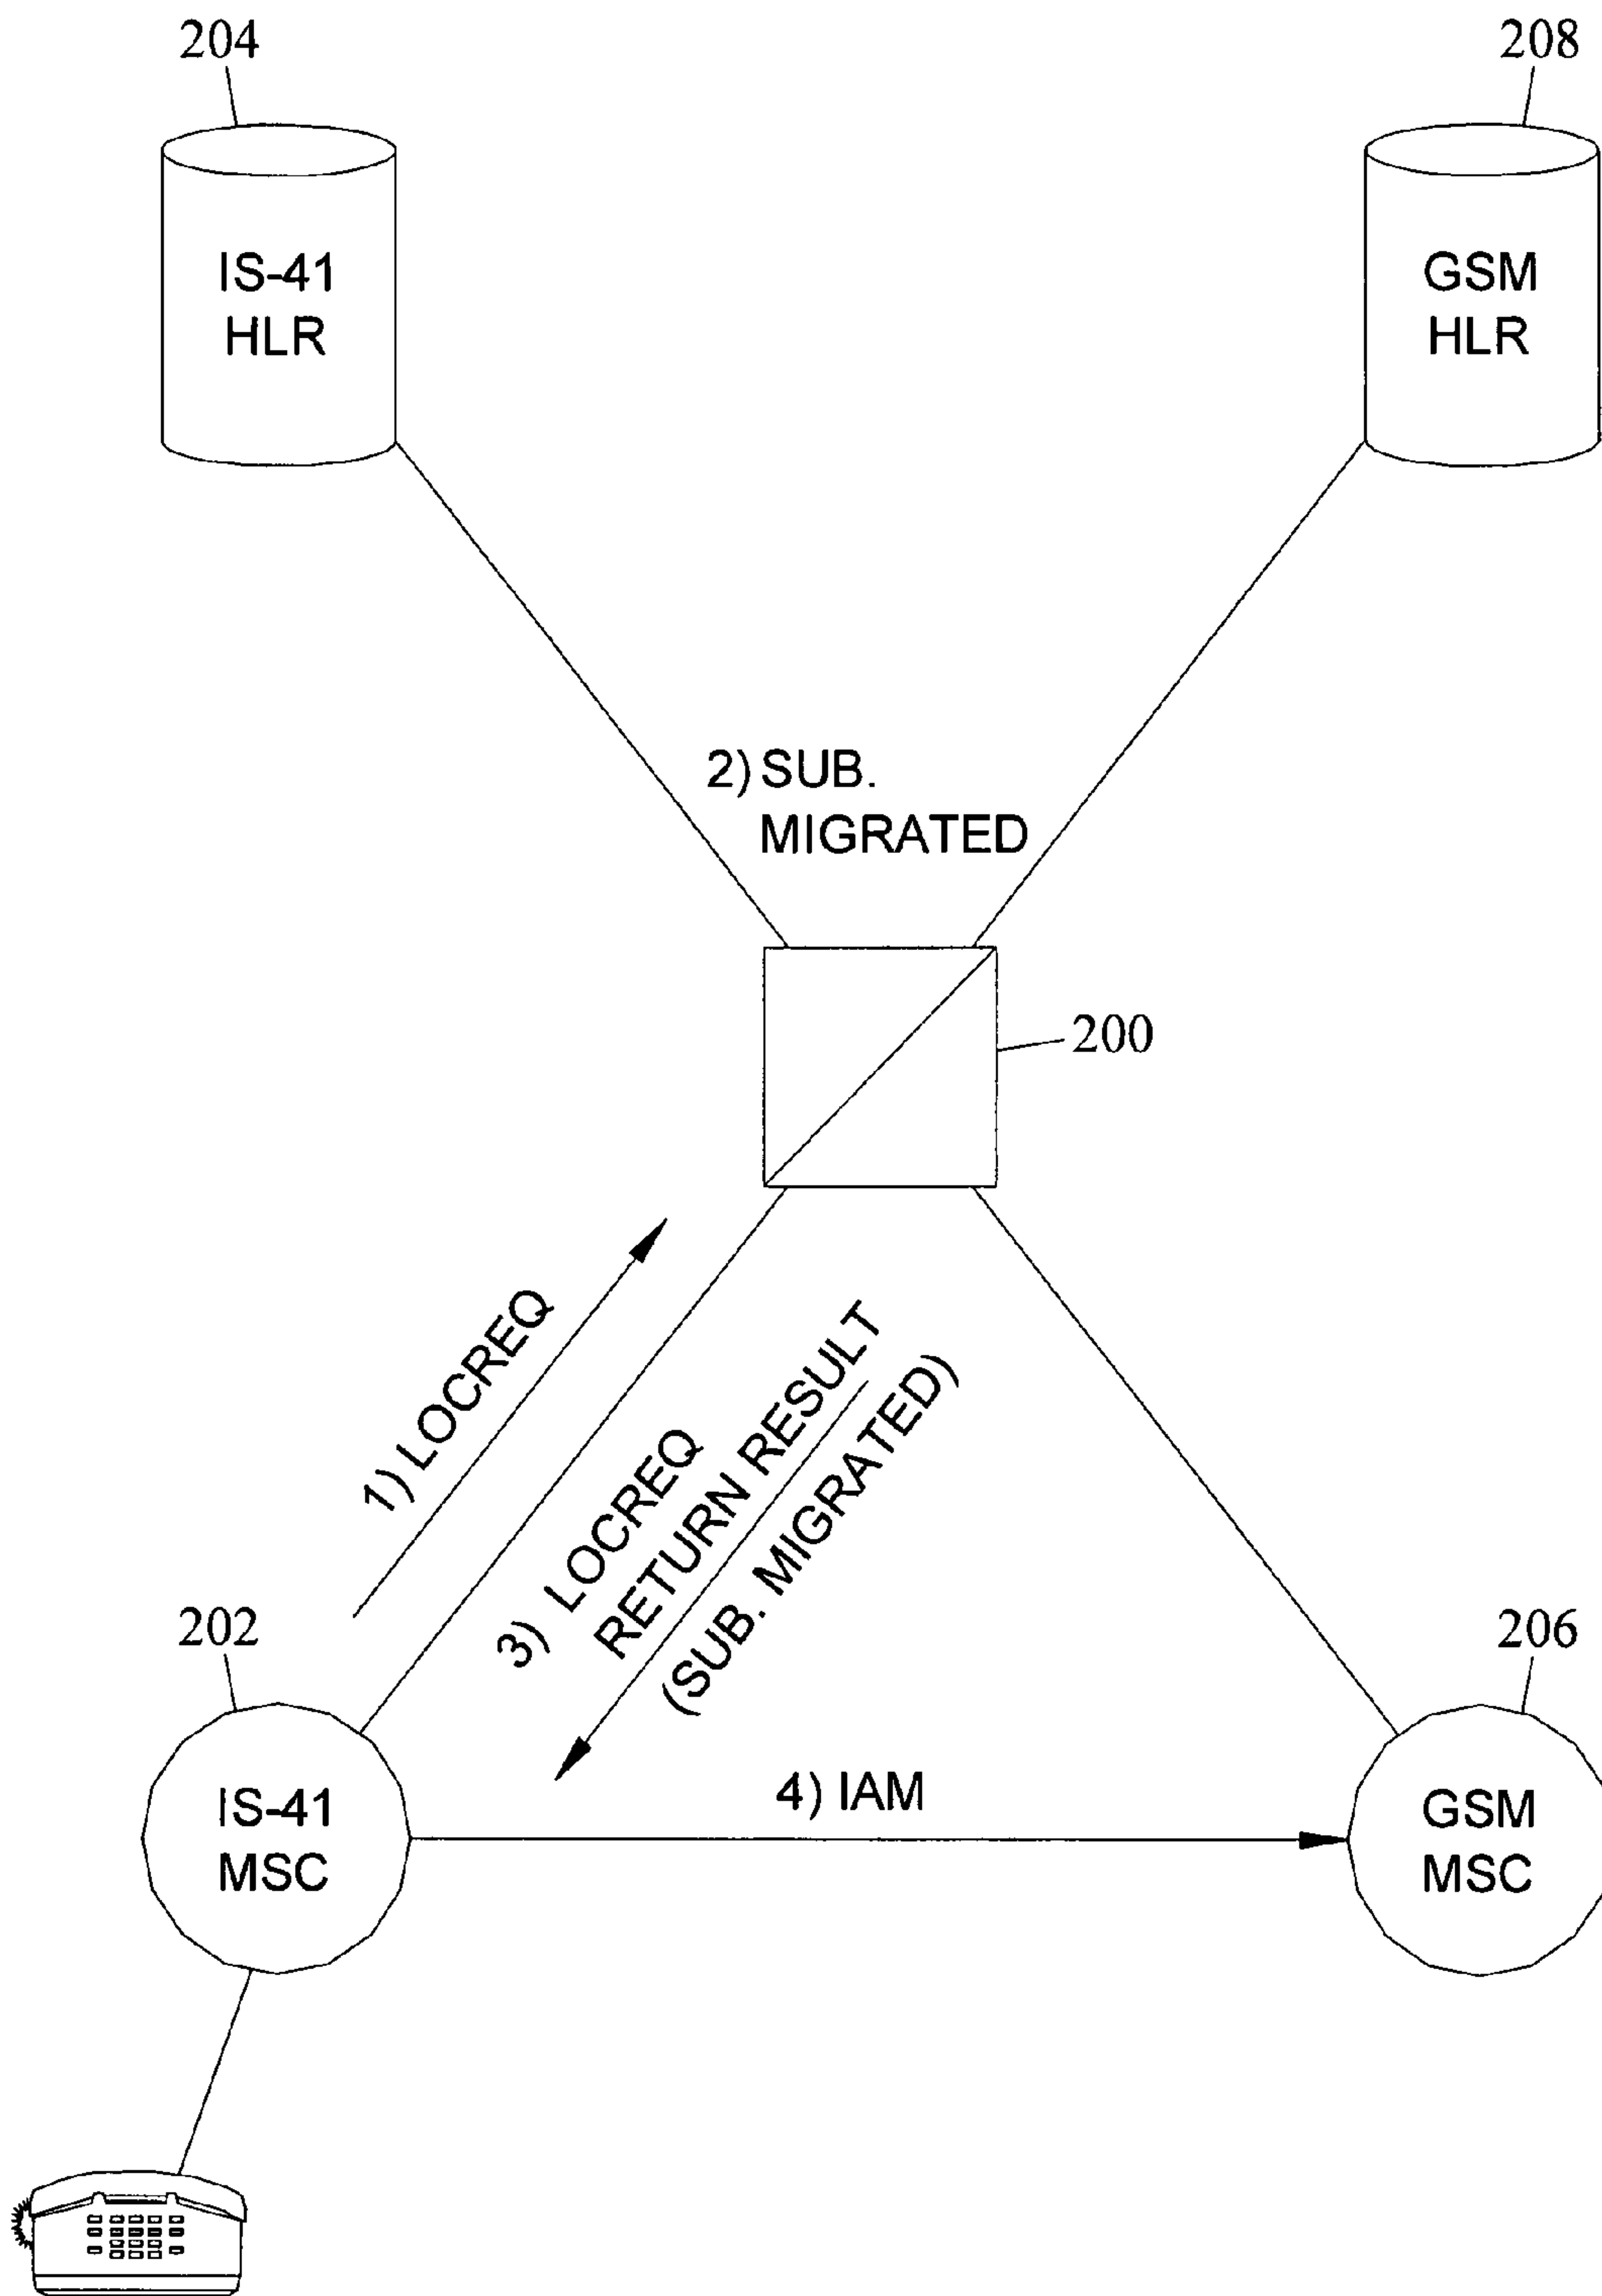 204
208
IS-41
HLR
GSM
HLR
2) SUB.
MIGRATED
200
1) LOCREQ
3) LOCREQ
RETURN RESULT
(SUB. MIGRATED)
202
206
4) IAM
IS-41
MSC
GSM
MSC